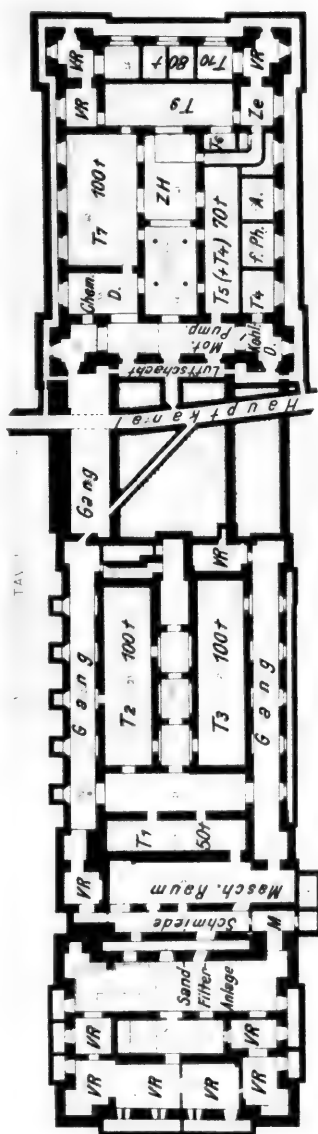 VR
T10
80t
VR
VR
T9
Ze
T7
100t
ZH
T6
T5 (+T4)
70t
A.
f. Ph.
T4
Chem.
D.
Mot.
Pump
Kohl.
D.
Luftschacht
Hauptkanal
Gang
VR
Gang
T2
100t
T3
100t
Gang
T1
50t
VR
Masch. Raum
Schmiede
M
Sand
Filter-
Anlage
VR
VR
VR
VR
VR
VR